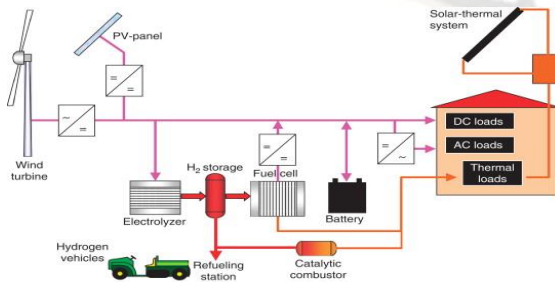 Solar-thermal
system
PV-panel
=
=
~
=
DC loads
=
~
AC loads
Wind
turbine
H2 storage
=
=
Fuel cell
Thermal
loads
Electrolyzer
Battery
Hydrogen
vehicles
Refueling
station
Catalytic
combustor